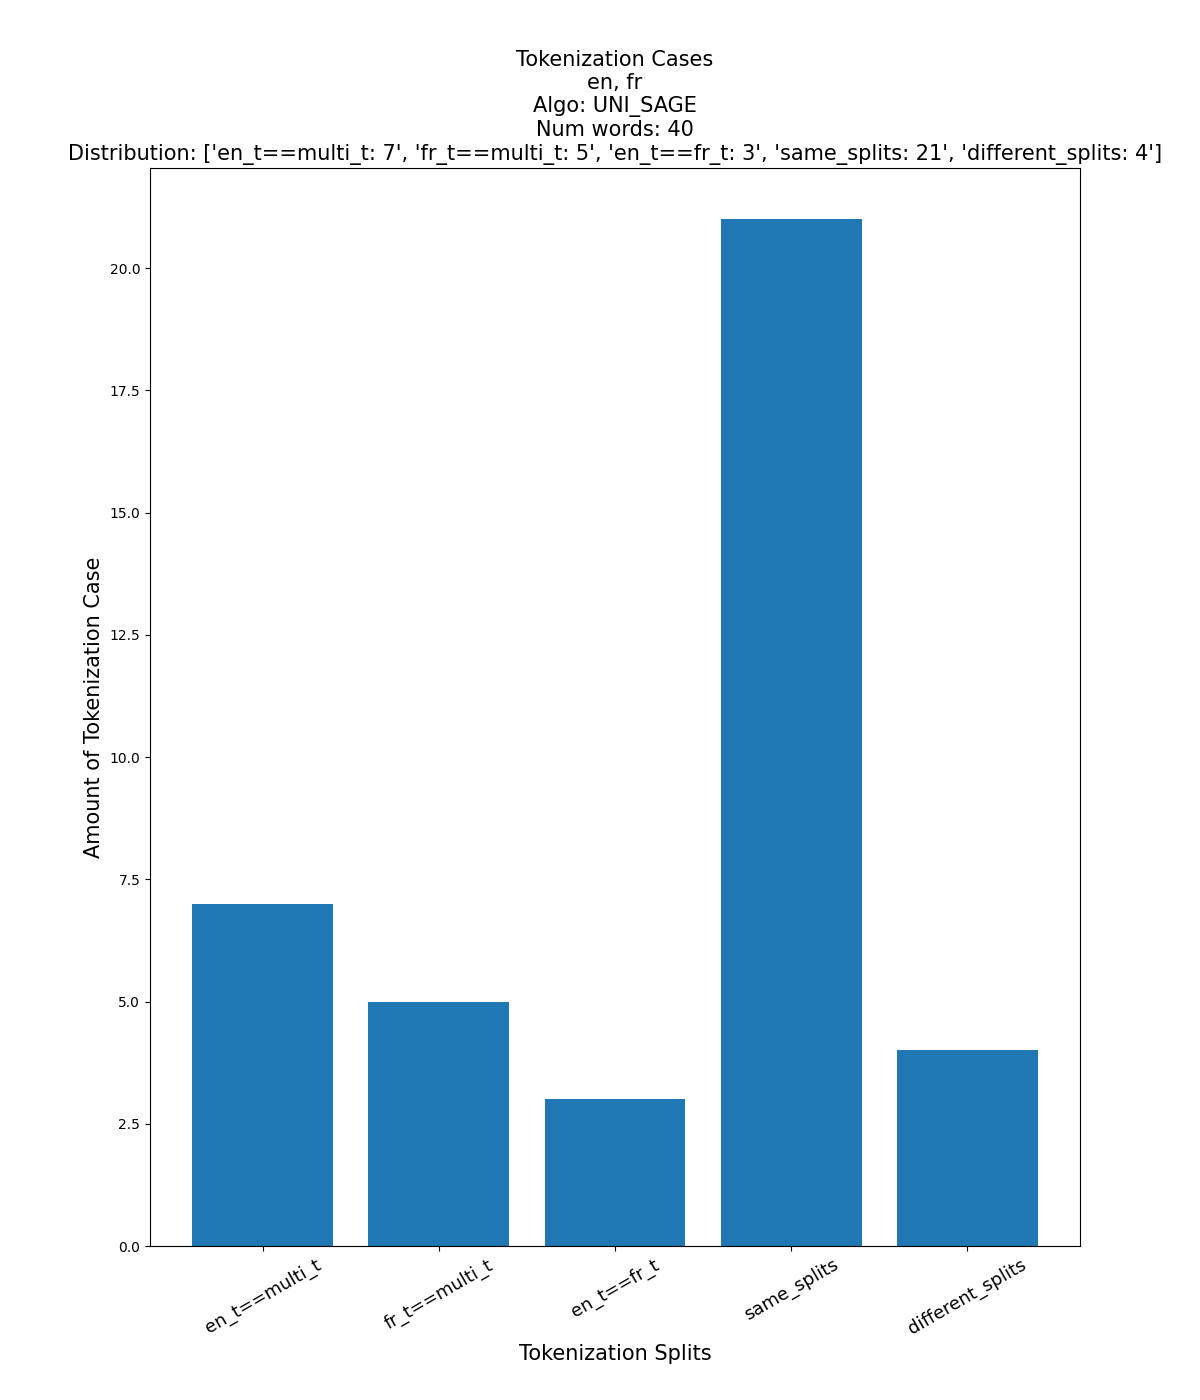 Tokenization Cases
en, fr
Algo: UNI_SAGE
Num words: 40
Distribution: ['en_t==multi_t: 7', 'fr_t==multi_t: 5', 'en_t==fr_t: 3', 'same_splits: 21', 'different_splits: 4']
Amount of Tokenization Case
20.0
17.5
15.0
12.5
10.0
7.5
5.0
2.5
0.0
en_t==multi_t
fr_t==multi_t
en_t==fr_t
same_splits
different_splits
Tokenization Splits